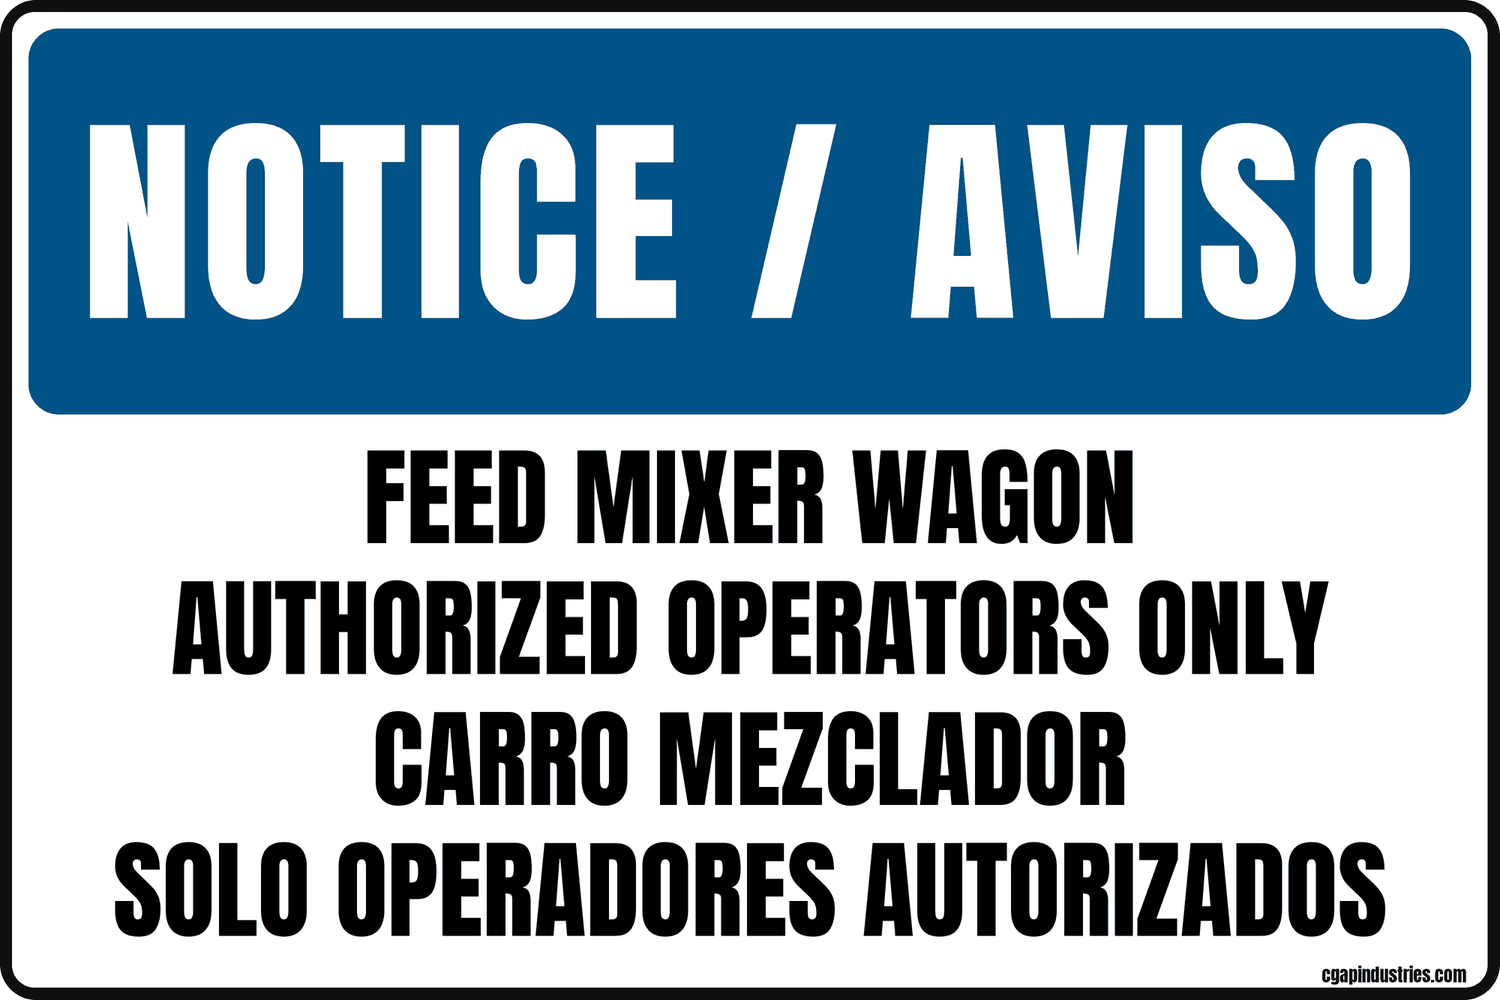 NOTICE / AVISO
FEED MIXER WAGON
AUTHORIZED OPERATORS ONLY
CARRO MEZCLADOR
SOLO OPERADORES AUTORIZADOS
cgapindustries.com